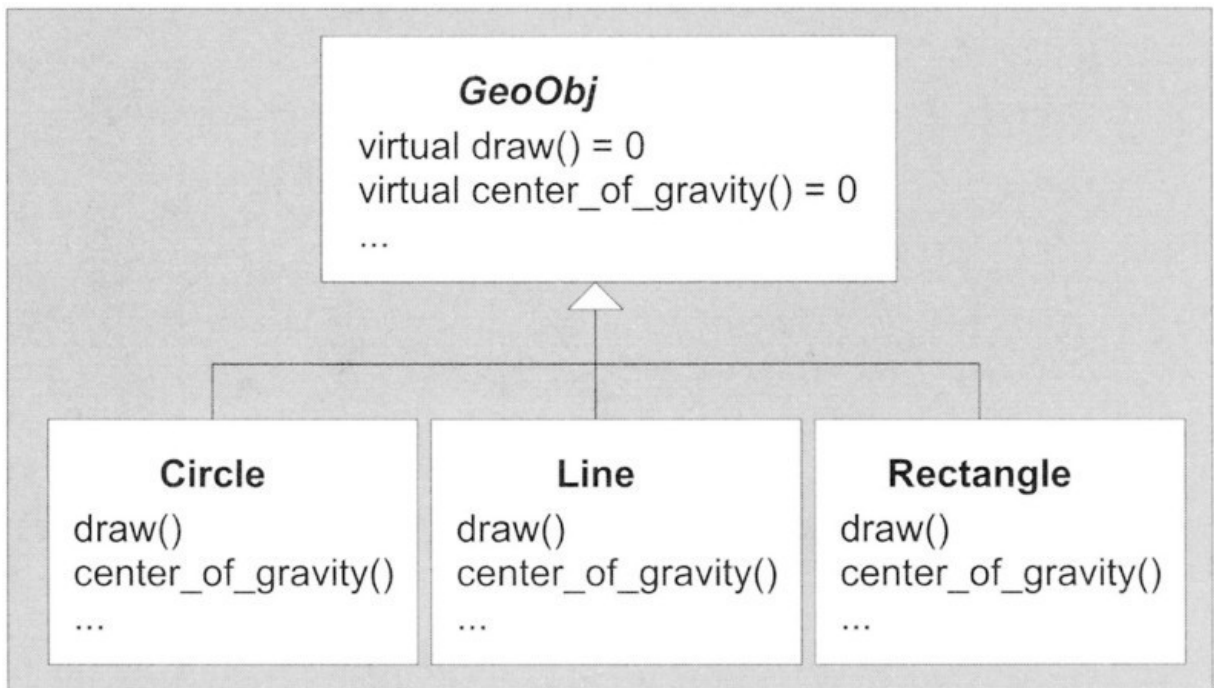 GeoObj
virtual draw() = 0
virtual center_of_gravity() = 0
...
Circle
draw()
center_of_gravity()
...
Line
draw()
center_of_gravity()
...
Rectangle
draw()
center_of_gravity()
...